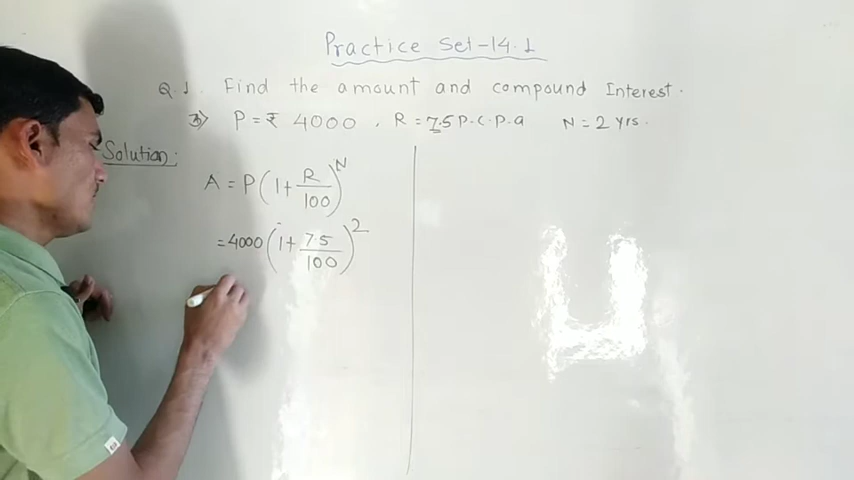 Practice Set-14.1
Q.1. Find the amount and compound Interest.
P = ₹ 4000, R = 7.5 p.c.p.a N = 2 yrs.
Solution:
A = P(1+R/100)^N
= 4000(1+7.5/100)^2